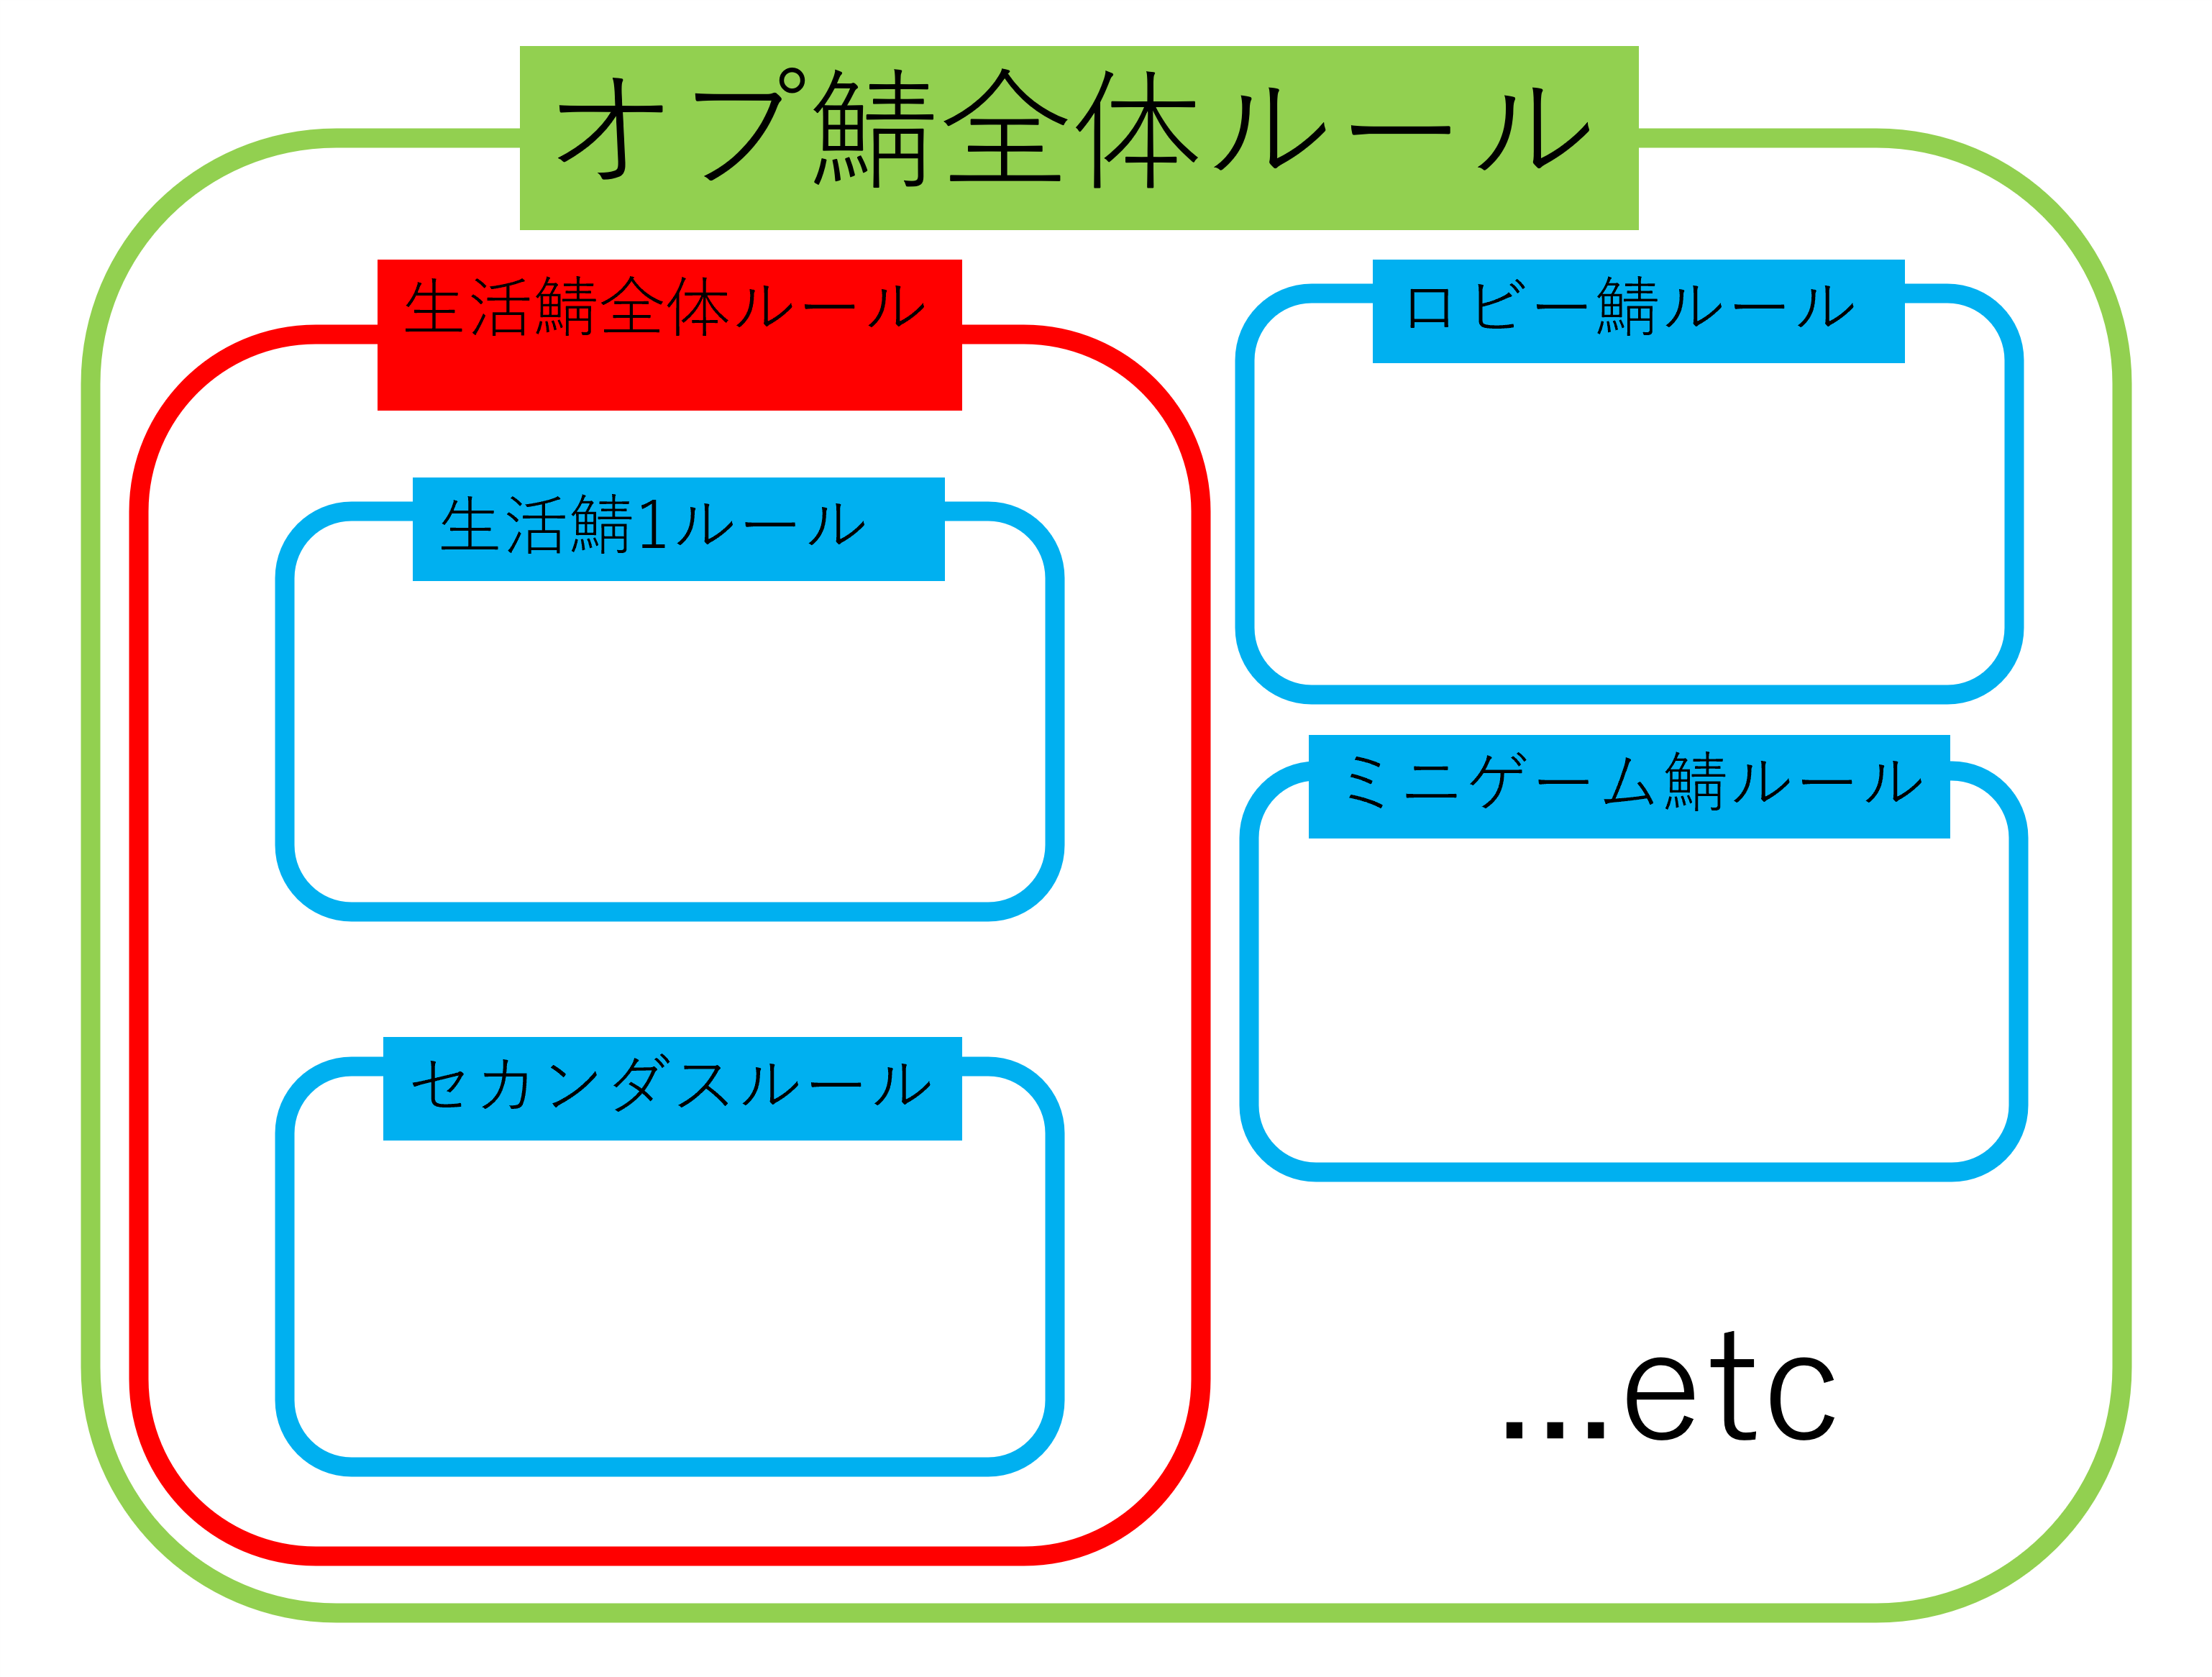 オプ鯖全体ルール
生活鯖全体ルール
ロビー鯖ルール
生活鯖1ルール
ミニゲーム鯖ルール
セカンダスルール
...etc